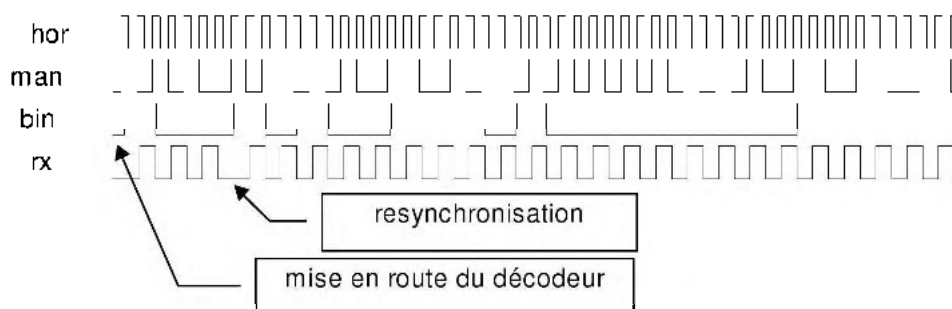 hor
man
bin
rx
resynchronisation
mise en route du décodeur